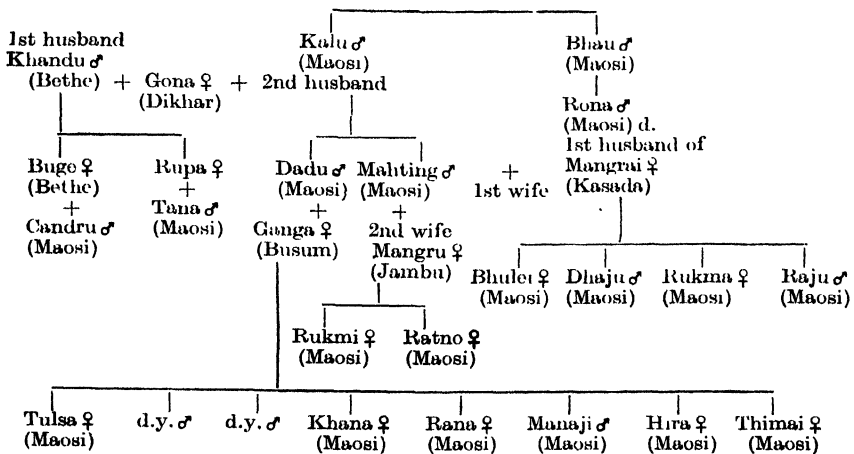 1st husband
Khandu ♂
(Bethe)
+
Gona ♀
(Dikhar)
+
Kalu ♂
(Maosi)
2nd husband
Bhau ♂
(Maosi)
Rona ♂
(Maosi) d.
1st husband of
Mangrai ♀
(Kasada)
Buge ♀
(Bethe)
+
Candru ♂
(Maosi)
Rupa ♀
+
Tana ♂
(Maosi)
Dadu ♂
(Maosi)
+
Ganga ♀
(Busum)
Mahting ♂
(Maosi)
+
2nd wife
Mangru ♀
(Jambu)
+
1st wife
Bhulei ♀
(Maosi)
Dhaju ♂
(Maosi)
Rukma ♀
(Maosi)
Raju ♂
(Maosi)
Rukmi ♀
(Maosi)
Ratno ♀
(Maosi)
Tulsa ♀
(Maosi)
d.y. ♂
d.y. ♂
Khana ♀
(Maosi)
Rana ♀
(Maosi)
Manaji ♂
(Maosi)
Hira ♀
(Maosi)
Thimai ♀
(Maosi)